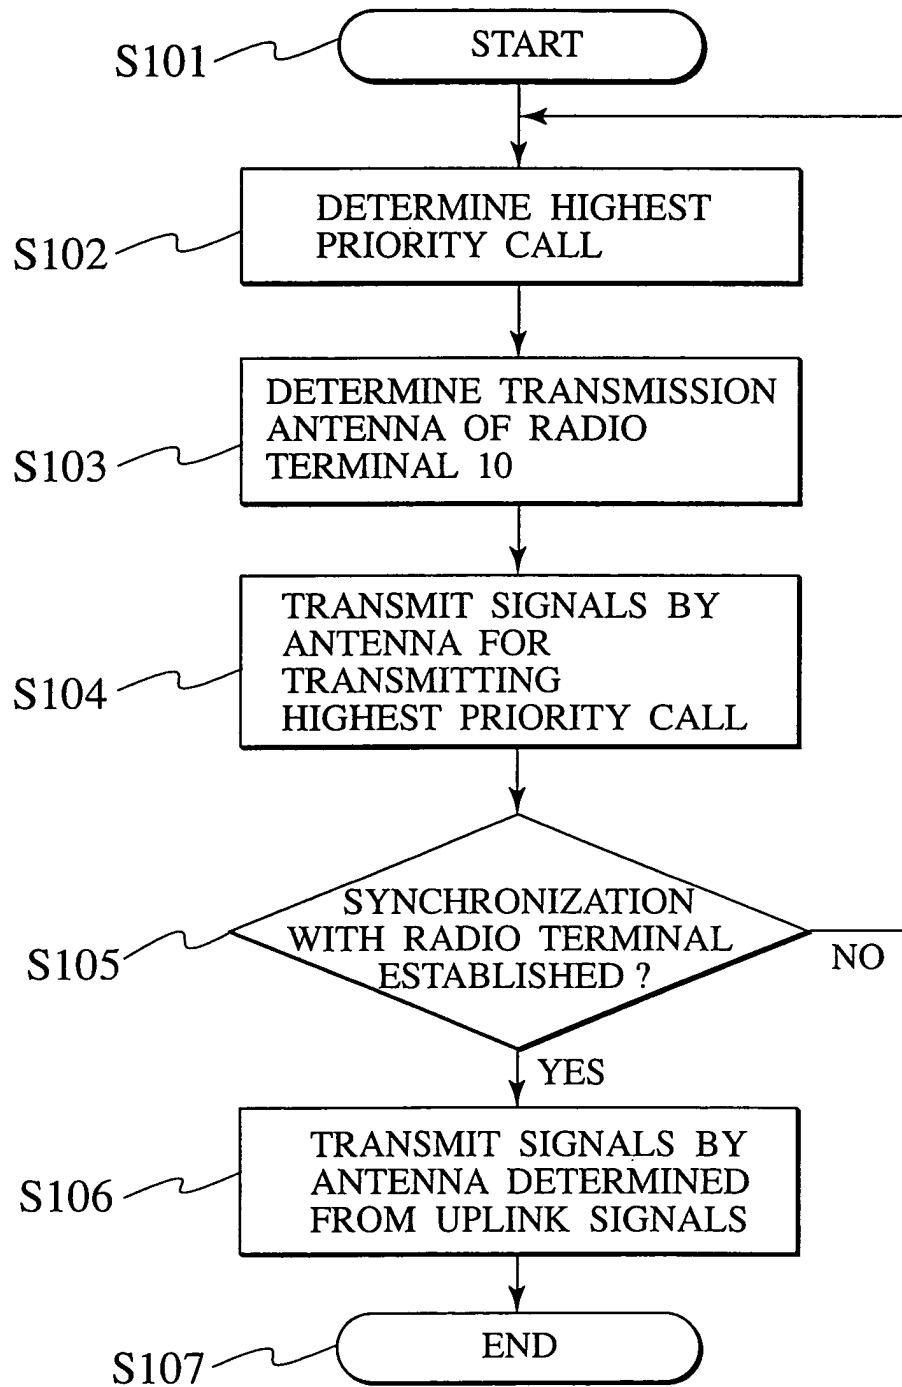 S101
START
S102
DETERMINE HIGHEST
PRIORITY CALL
S103
DETERMINE TRANSMISSION
ANTENNA OF RADIO
TERMINAL 10
S104
TRANSMIT SIGNALS BY
ANTENNA FOR
TRANSMITTING
HIGHEST PRIORITY CALL
S105
SYNCHRONIZATION
WITH RADIO TERMINAL
ESTABLISHED ?
NO
YES
S106
TRANSMIT SIGNALS BY
ANTENNA DETERMINED
FROM UPLINK SIGNALS
S107
END